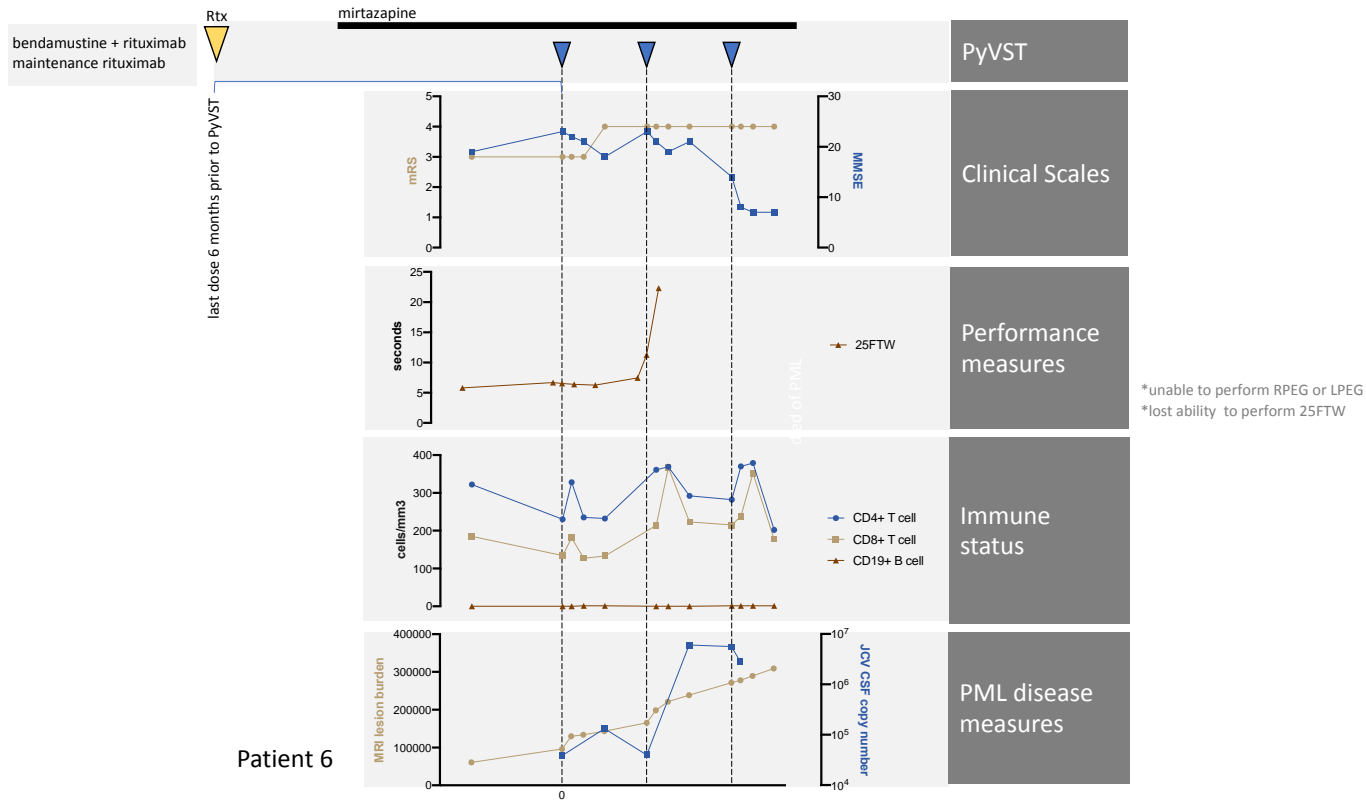 Rtx
mirtazapine
bendamustine + rituximab
maintenance rituximab
PyVST
last dose 6 months prior to PyVST
5
4
3
2
1
0
mRS
30
20
10
0
MMSE
Clinical Scales
25
20
15
10
5
0
seconds
25FTW
died of PML
Performance
measures
*unable to perform RPEG or LPEG
*lost ability to perform 25FTW
400
300
200
100
0
cells/mm3
CD4+ T cell
CD8+ T cell
CD19+ B cell
Immune
status
400000
300000
200000
100000
0
MRI lesion burden
10^7
10^6
10^5
10^4
JCV CSF
copy number
PML disease
measures
Patient 6
0